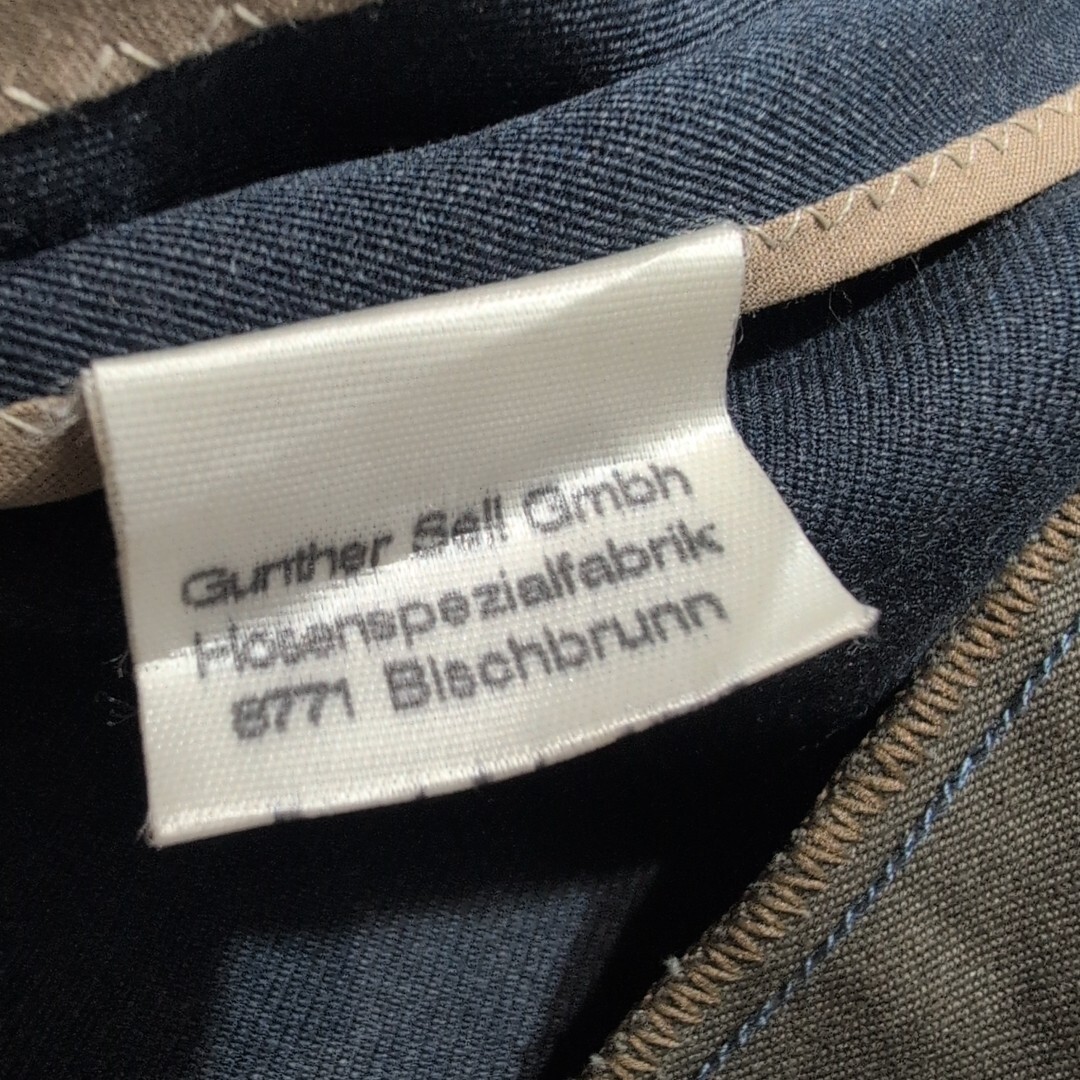 Gunther Sell Gmbh
Hosenspezialfabrik
8771 Bischbrunn